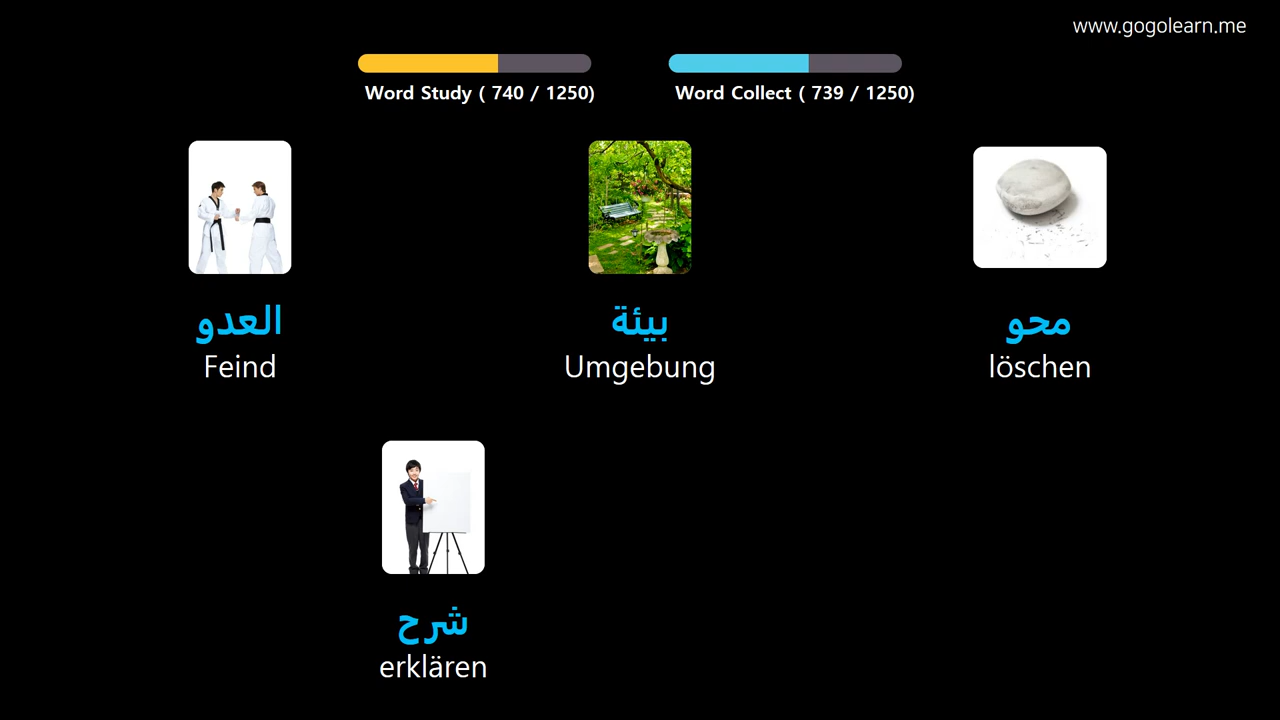 www.gogolearn.me
Word Study ( 740 / 1250)
Word Collect ( 739 / 1250)
العدو
Feind
بيئة
Umgebung
محو
löschen
شرح
erklären